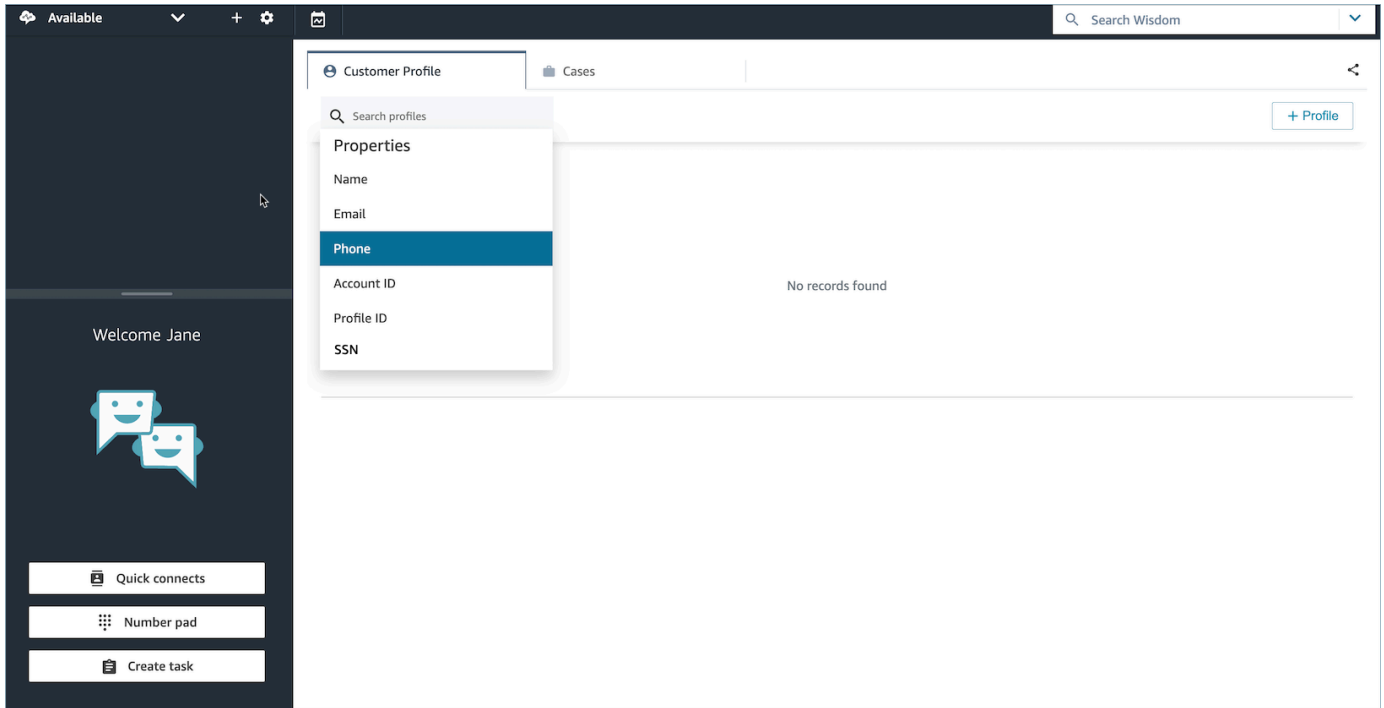 Available
Search Wisdom
Customer Profile
Cases
Search profiles
+ Profile
Properties
Name
Email
Phone
Account ID
Profile ID
SSN
No records found
Welcome Jane
Quick connects
Number pad
Create task